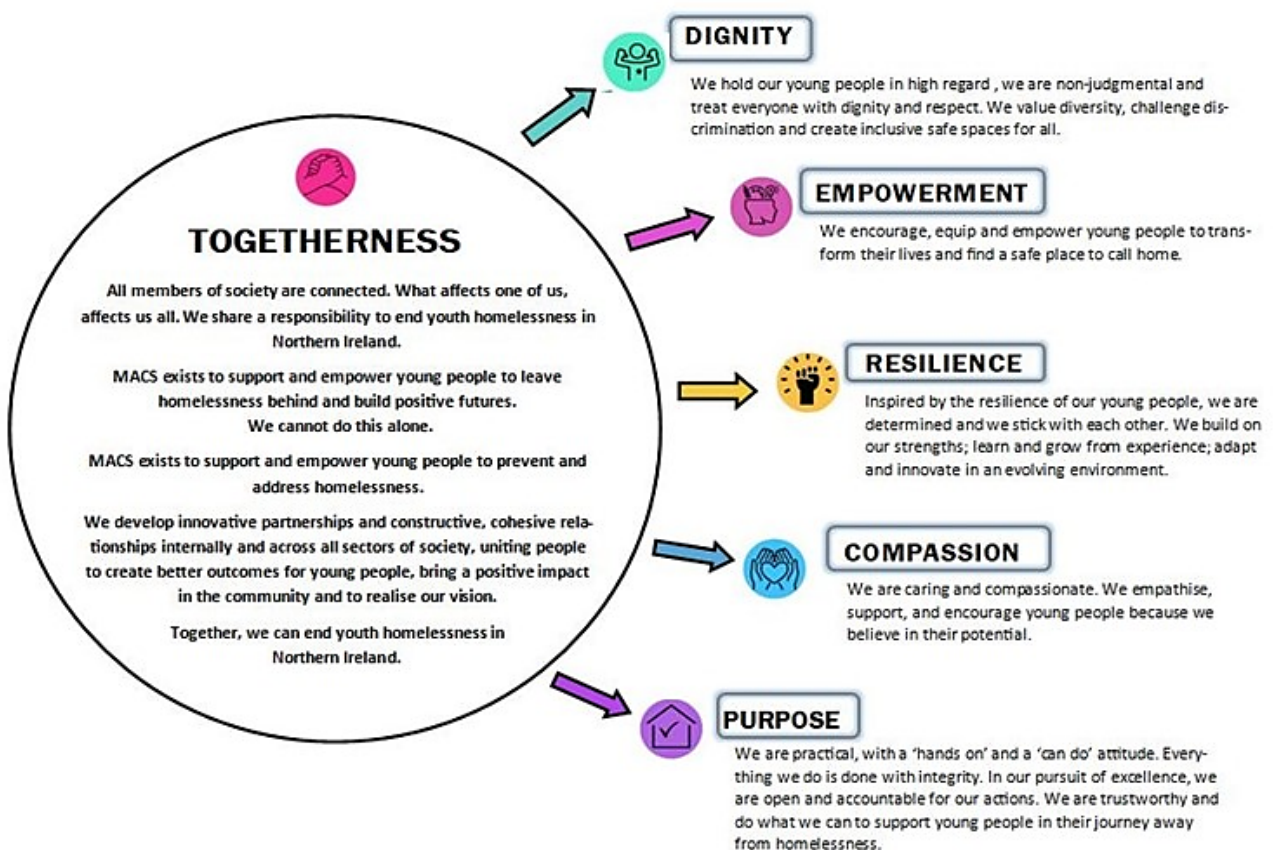 TOGETHERNESS
All members of society are connected. What affects one of us,
affects us all. We share a responsibility to end youth homelessness in
Northern Ireland.
MACS exists to support and empower young people to leave
homelessness behind and build positive futures.
We cannot do this alone.
MACS exists to support and empower young people to prevent and
address homelessness.
We develop innovative partnerships and constructive, cohesive rela-
tionships internally and across all sectors of society, uniting people
to create better outcomes for young people, bring a positive impact
in the community and to realise our vision.
Together, we can end youth homelessness in
Northern Ireland.
DIGNITY
We hold our young people in high regard , we are non-judgmental and
treat everyone with dignity and respect. We value diversity, challenge dis-
crimination and create inclusive safe spaces for all.
EMPOWERMENT
We encourage, equip and empower young people to trans-
form their lives and find a safe place to call home.
RESILIENCE
Inspired by the resilience of our young people, we are
determined and we stick with each other. We build on
our strengths; learn and grow from experience; adapt
and innovate in an evolving environment.
COMPASSION
We are caring and compassionate. We empathise,
support, and encourage young people because we
believe in their potential.
PURPOSE
We are practical, with a ‘hands on’ and a ‘can do’ attitude. Every-
thing we do is done with integrity. In our pursuit of excellence, we
are open and accountable for our actions. We are trustworthy and
do what we can to support young people in their journey away
from homelessness.